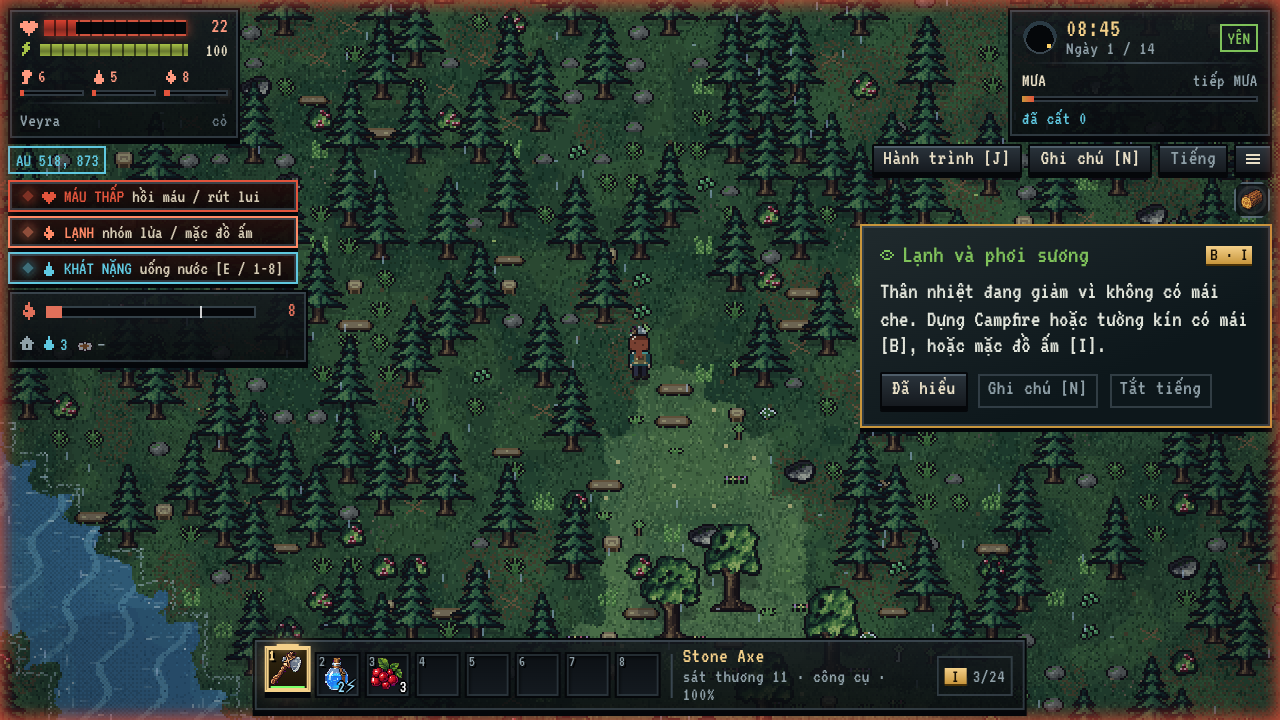 22
100
6 5 8
Veyra cỏ
08:45
Ngày 1 / 14
YÊN
MƯA tiếp MƯA
đã cất 0
AU 518, 873
Hành trình [J] Ghi chú [N] Tiếng
MÁU THẤP hồi máu / rút lui
LẠNH nhóm lửa / mặc đồ ấm
KHÁT NẶNG uống nước [E / 1-8]
8
3 –
Lạnh và phơi sương B · I
Thân nhiệt đang giảm vì không có mái
che. Dựng Campfire hoặc tường kín có mái
[B], hoặc mặc đồ ấm [I].
Đã hiểu Ghi chú [N] Tắt tiếng
1 2 3 4 5 6 7 8
2 3
Stone Axe
sát thương 11 · công cụ ·
100%
I 3/24